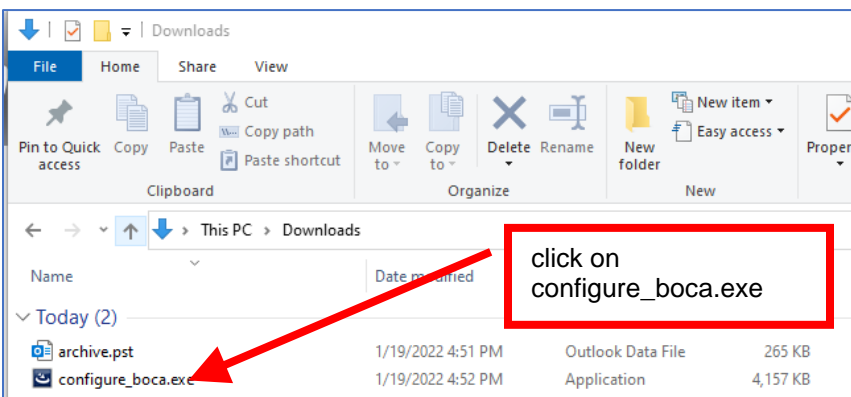 Downloads
File Home Share View
Pin to Quick access
Copy
Paste
Cut
Copy path
Paste shortcut
Clipboard
Move to
Copy to
Delete
Rename
Organize
New folder
New item
Easy access
New
This PC > Downloads
click on
configure_boca.exe
Name Date modified
Today (2)
archive.pst 1/19/2022 4:51 PM Outlook Data File 265 KB
configure_boca.exe 1/19/2022 4:52 PM Application 4,157 KB